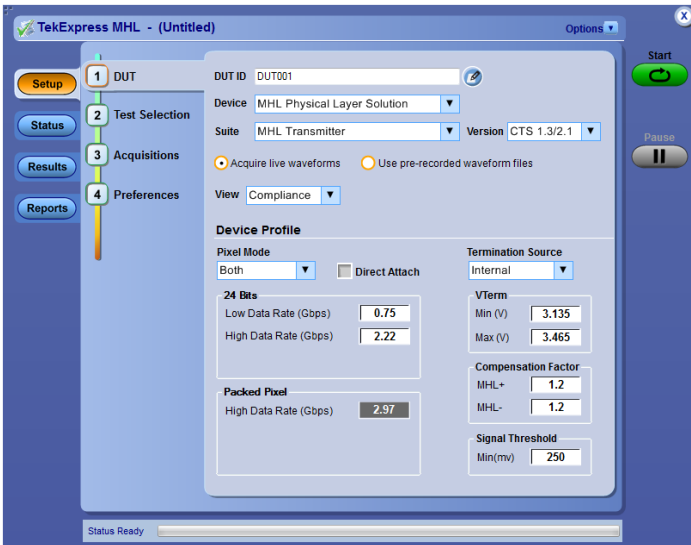 TekExpress MHL - (Untitled)
Options
Start
Pause
Setup
Status
Results
Reports
1 DUT
2 Test Selection
3 Acquisitions
4 Preferences
DUT ID DUT001
Device MHL Physical Layer Solution
Suite MHL Transmitter Version CTS 1.3/2.1
Acquire live waveforms Use pre-recorded waveform files
View Compliance
Device Profile
Pixel Mode
Both Direct Attach
24 Bits
Low Data Rate (Gbps) 0.75
High Data Rate (Gbps) 2.22
Packed Pixel
High Data Rate (Gbps) 2.97
Termination Source
Internal
VTerm
Min (V) 3.135
Max (V) 3.465
Compensation Factor
MHL+ 1.2
MHL- 1.2
Signal Threshold
Min(mv) 250
Status Ready